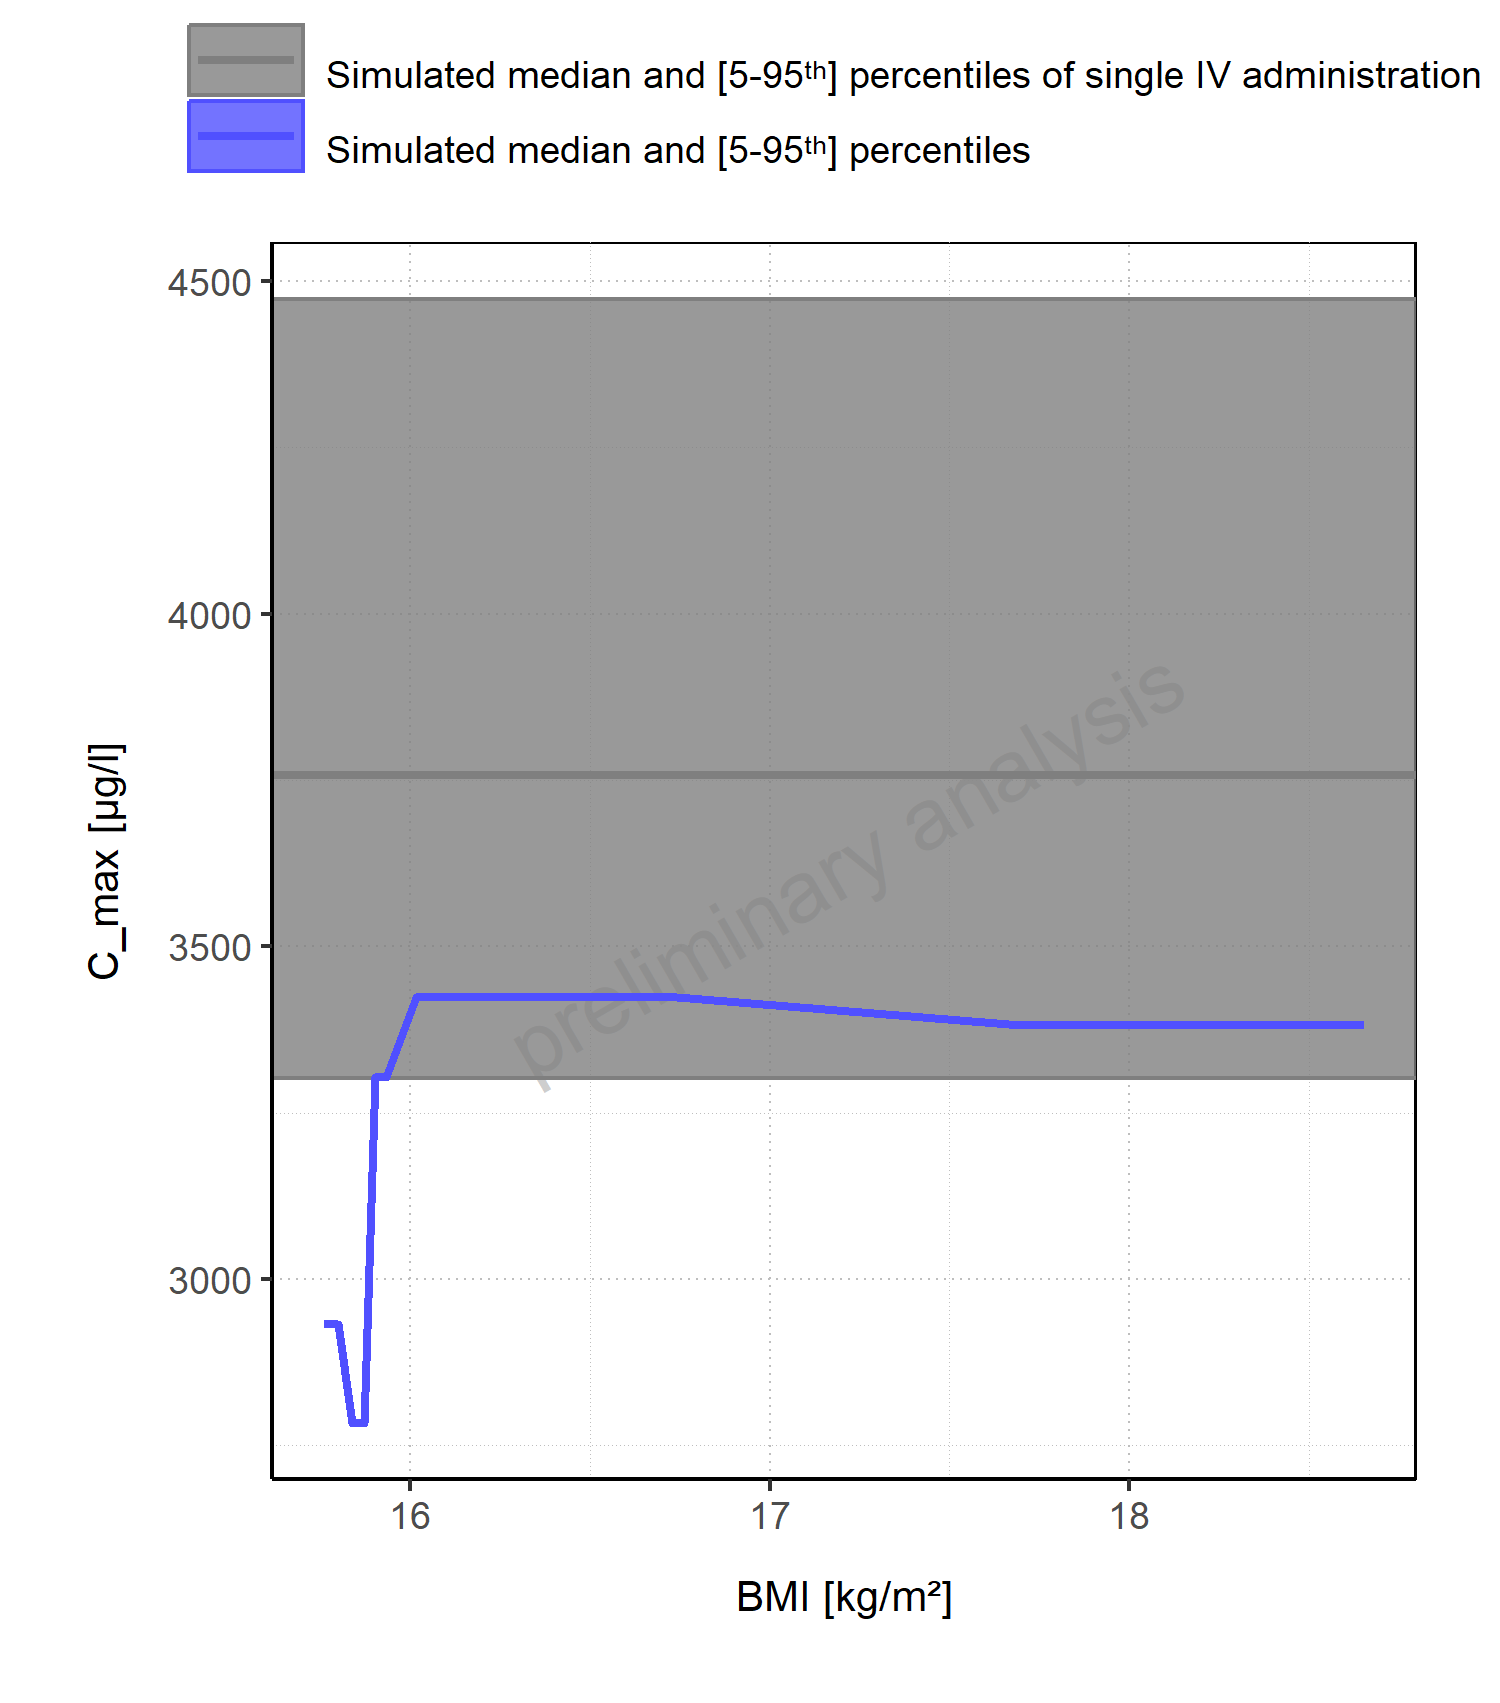 Simulated median and [5-95ᵗʰ] percentiles of single IV administration
Simulated median and [5-95ᵗʰ] percentiles
4500
4000
3500
3000
C_max [µg/l]
preliminary analysis
16 17 18
BMI [kg/m²]